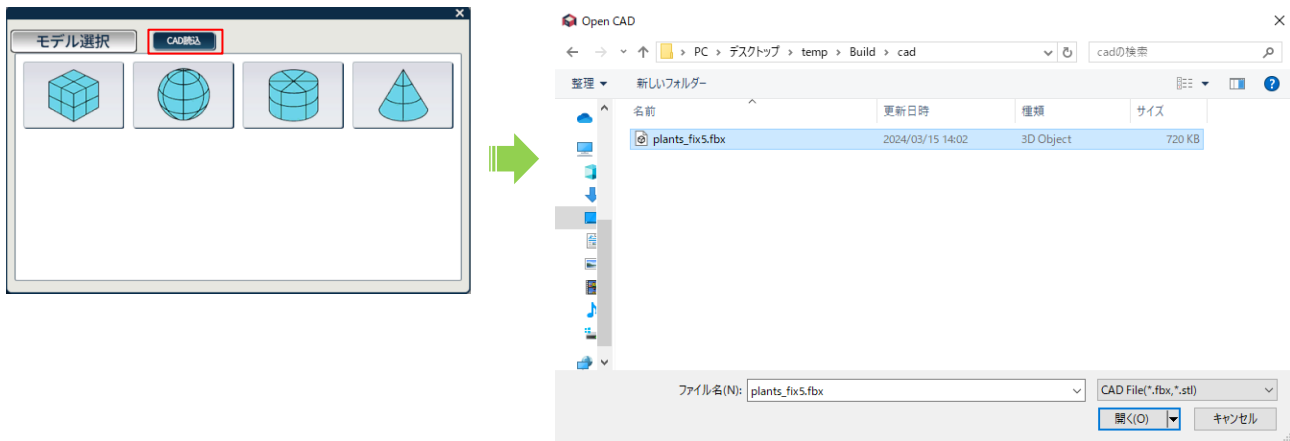 モデル選択
CAD読込
Open CAD
PC > デスクトップ > temp > Build > cad
cadの検索
整理
新しいフォルダー
名前
更新日時
種類
サイズ
plants_fix5.fbx
2024/03/15 14:02
3D Object
720 KB
ファイル名(N):
plants_fix5.fbx
CAD File(*.fbx,*.stl)
開く(O)
キャンセル